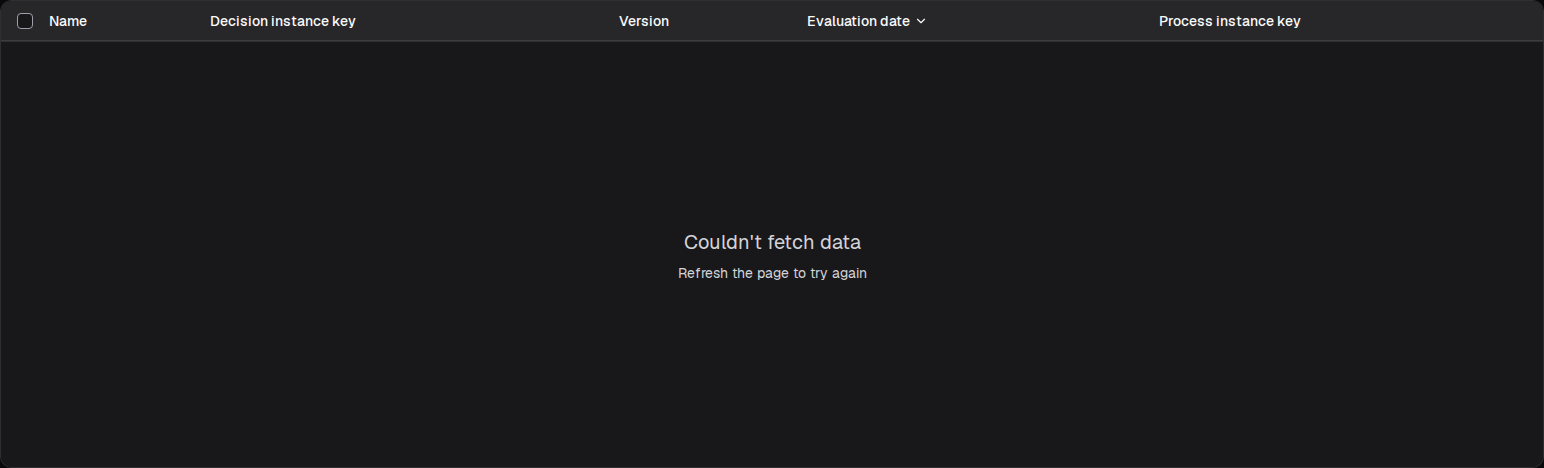 Name Decision instance key Version Evaluation date Process instance key
Couldn't fetch data
Refresh the page to try again